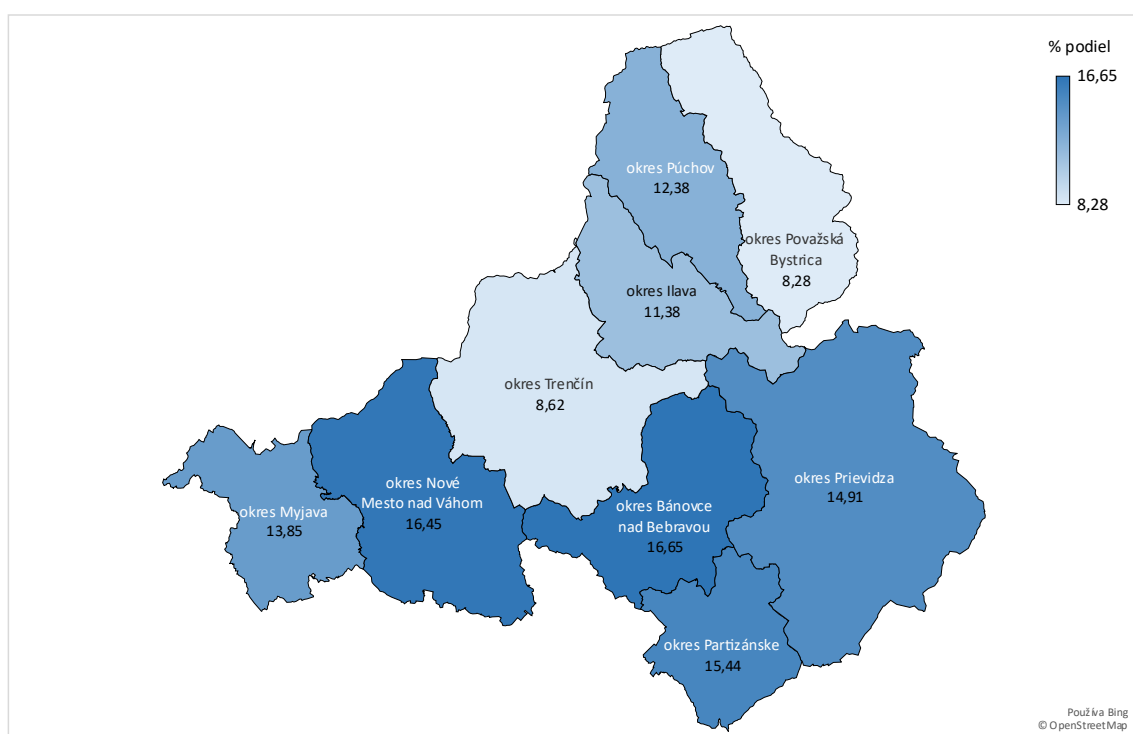 % podiel
16,65
8,28
okres Púchov
12,38
okres Považská
Bystrica
8,28
okres Ilava
11,38
okres Trenčín
8,62
okres Prievidza
14,91
okres Nové
Mesto nad Váhom
16,45
okres Bánovce
nad Bebravou
16,65
okres Myjava
13,85
okres Partizánske
15,44
Používa Bing
© OpenStreetMap